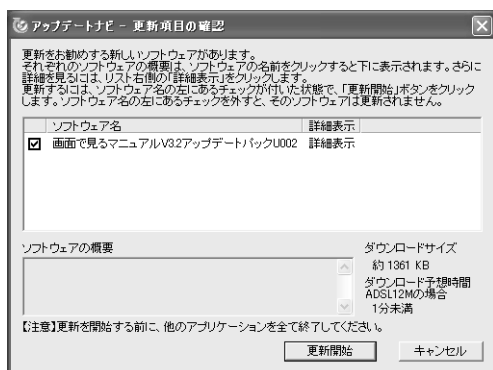 アップデートナビ - 更新項目の確認
更新をお勧めする新しいソフトウェアがあります。
それぞれのソフトウェアの概要は、ソフトウェアの名前をクリックすると下に表示されます。さらに
詳細を見るには、リスト右側の「詳細表示」をクリックします。
更新するには、ソフトウェア名の左にあるチェックが付いた状態で、「更新開始」ボタンをクリック
します。ソフトウェア名の左にあるチェックを外すと、そのソフトウェアは更新されません。
ソフトウェア名 詳細表示
画面で見るマニュアルV3.2アップデートパックU002 詳細表示
ソフトウェアの概要
ダウンロードサイズ
約 1361 KB
ダウンロード予想時間
ADSL12Mの場合
1分未満
【注意】更新を開始する前に、他のアプリケーションを全て終了してください。
更新開始 キャンセル